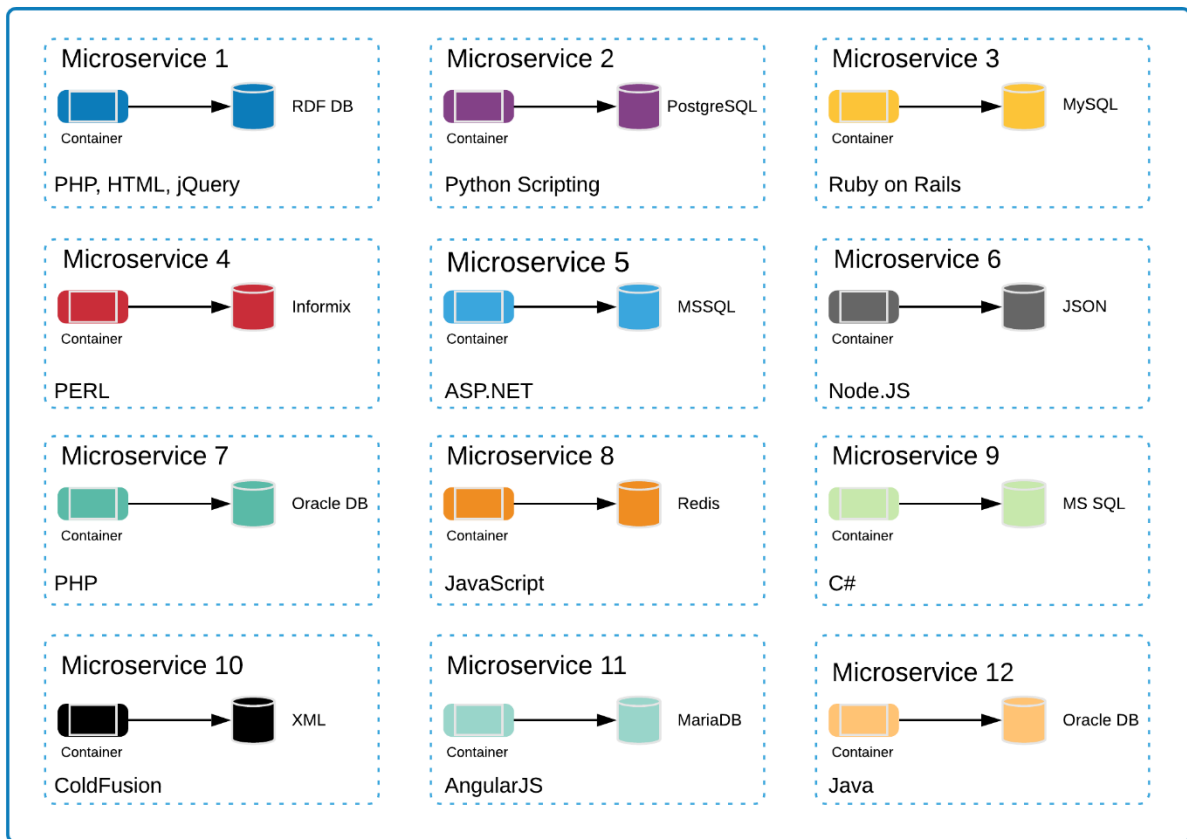 Microservice 1
RDF DB
Container
PHP, HTML, jQuery
Microservice 2
PostgreSQL
Container
Python Scripting
Microservice 3
MySQL
Container
Ruby on Rails
Microservice 4
Informix
Container
PERL
Microservice 5
MSSQL
Container
ASP.NET
Microservice 6
JSON
Container
Node.JS
Microservice 7
Oracle DB
Container
PHP
Microservice 8
Redis
Container
JavaScript
Microservice 9
MS SQL
Container
C#
Microservice 10
XML
Container
ColdFusion
Microservice 11
MariaDB
Container
AngularJS
Microservice 12
Oracle DB
Container
Java